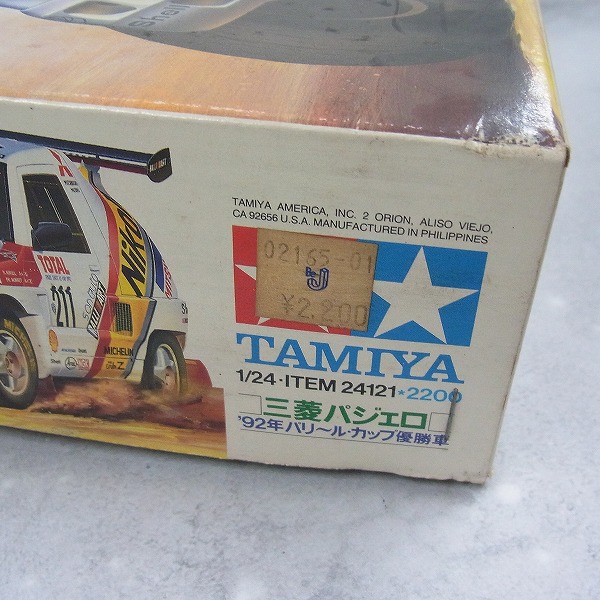 Shell
TAMIYA AMERICA, INC. 2 ORION, ALISO VIEJO,
CA 92656 U.S.A. MANUFACTURED IN PHILIPPINES
02165-01
J
¥2,200
TAMIYA
1/24・ITEM 24121★2200
三菱パジェロ
'92年パリ〜ル・カップ優勝車
TOTAL
211
Nikon
MICHELIN
Shell